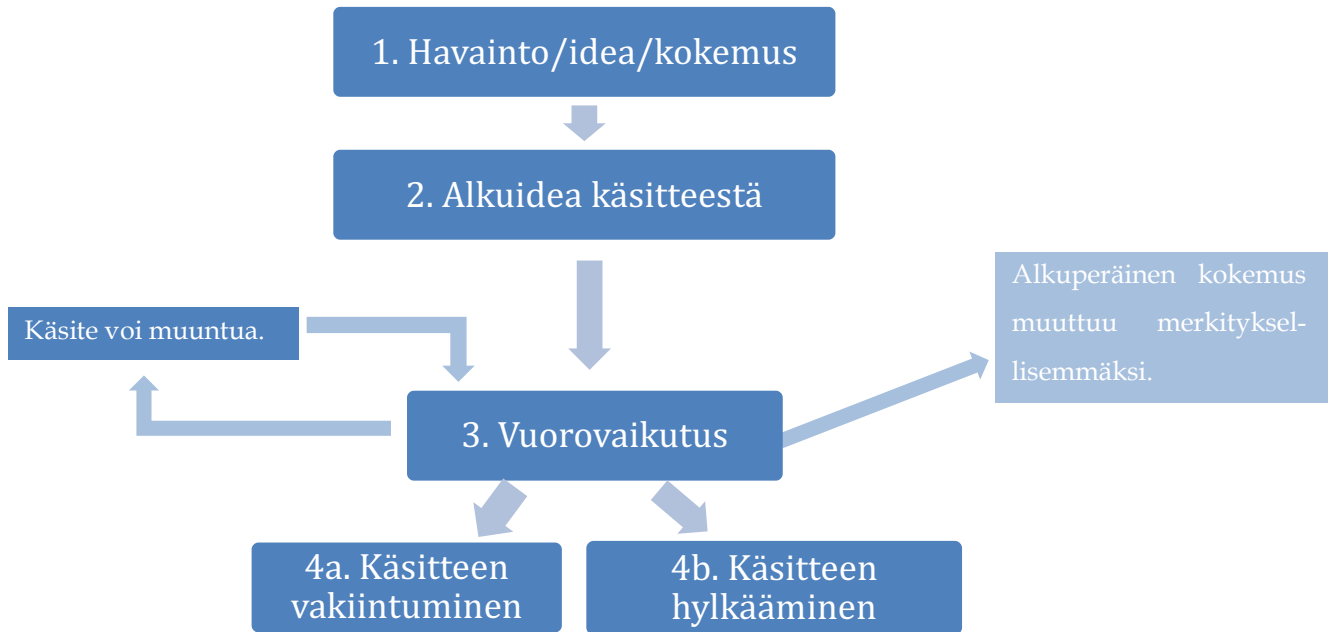 1. Havainto/idea/kokemus
2. Alkuidea käsitteestä
Alkuperäinen kokemus
muuttuu merkityksel-
lisemmäksi.
Käsite voi muuntua.
3. Vuorovaikutus
4a. Käsitteen
vakiintuminen
4b. Käsitteen
hylkääminen